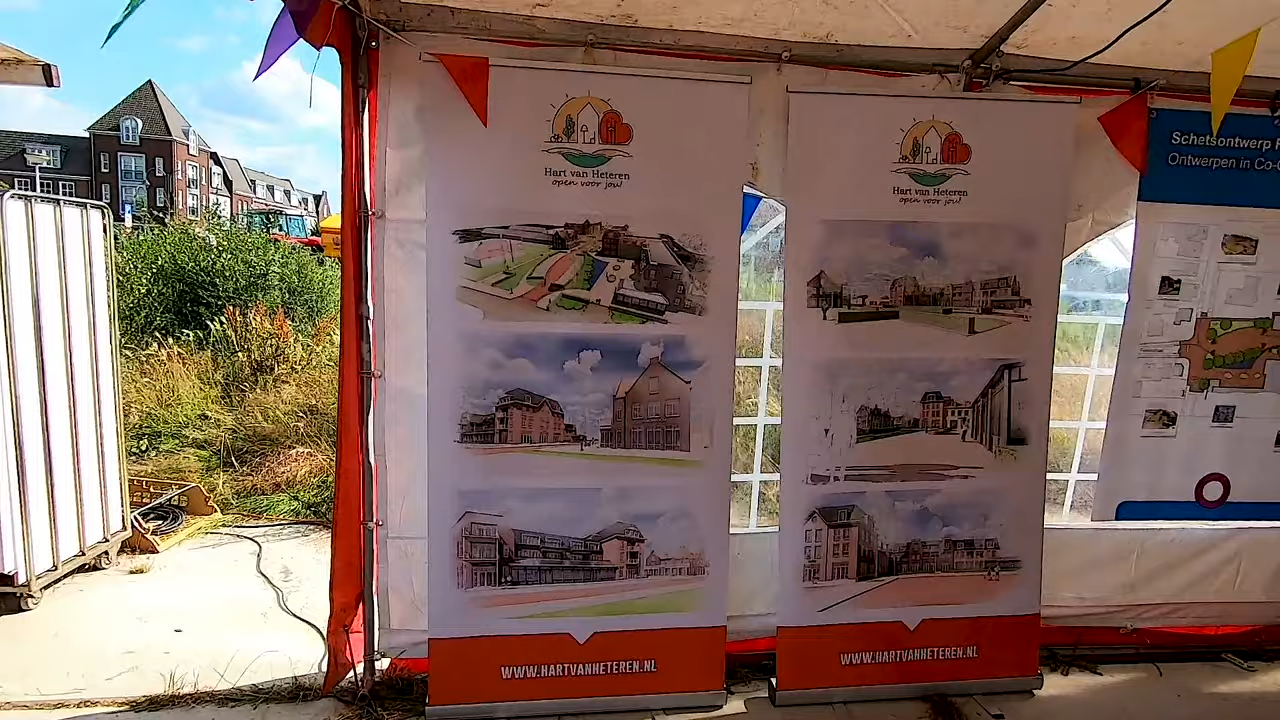 Hart van Heteren
open voor jou!
WWW.HARTVANHETEREN.NL
Hart van Heteren
open voor jou!
WWW.HARTVANHETEREN.NL
Schetsontwerp
Ontwerpen in Co-